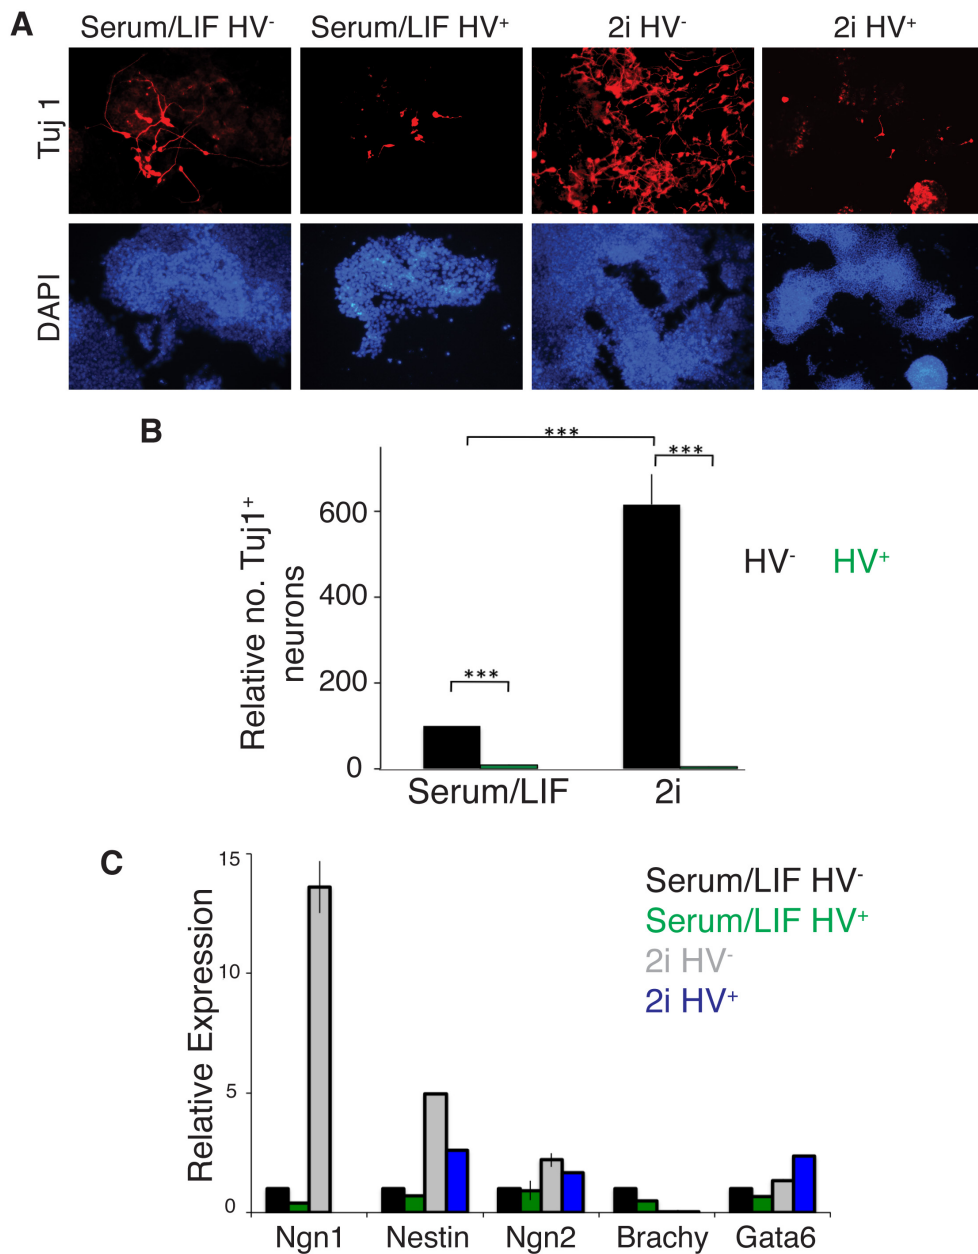 A
Serum/LIF HV- Serum/LIF HV+ 2i HV- 2i HV+
Tuj 1
DAPI
B
Relative no. Tuj1+
neurons
***
***
***
600
400
200
0
HV- HV+
Serum/LIF 2i
C
Relative Expression
15
10
5
0
Serum/LIF HV-
Serum/LIF HV+
2i HV-
2i HV+
Ngn1 Nestin Ngn2 Brachy Gata6